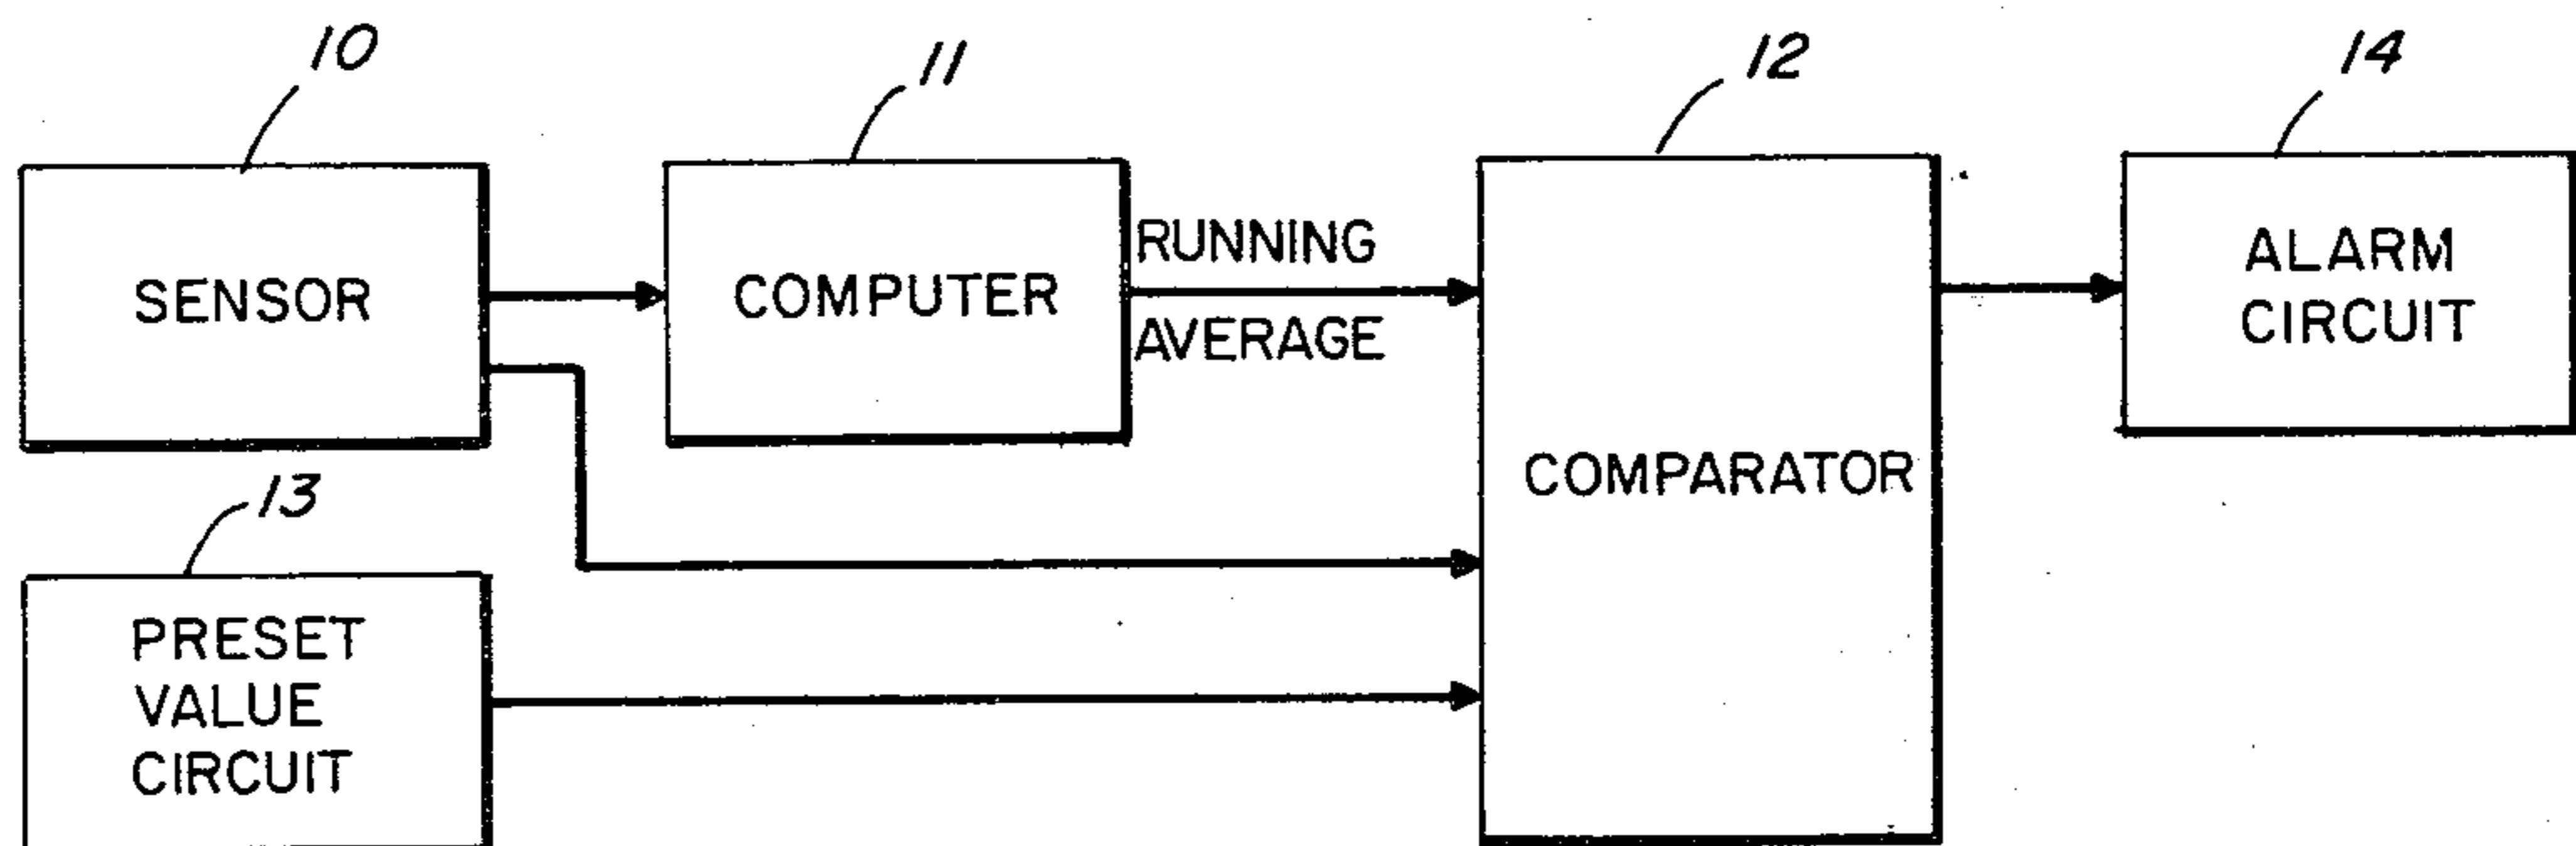 10
11
12
14
SENSOR
COMPUTER
RUNNING
AVERAGE
COMPARATOR
ALARM
CIRCUIT
13
PRESET
VALUE
CIRCUIT